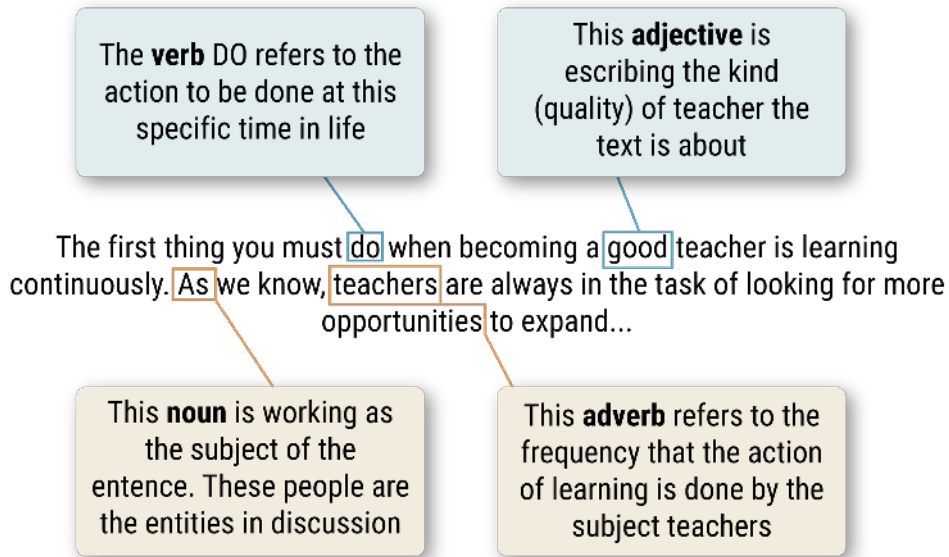 The verb DO refers to the
action to be done at this
specific time in life
This adjective is
escribing the kind
(quality) of teacher the
text is about
The first thing you must do when becoming a good teacher is learning
continuously. As we know, teachers are always in the task of looking for more
opportunities to expand...
This noun is working as
the subject of the
entence. These people are
the entities in discussion
This adverb refers to the
frequency that the action
of learning is done by the
subject teachers